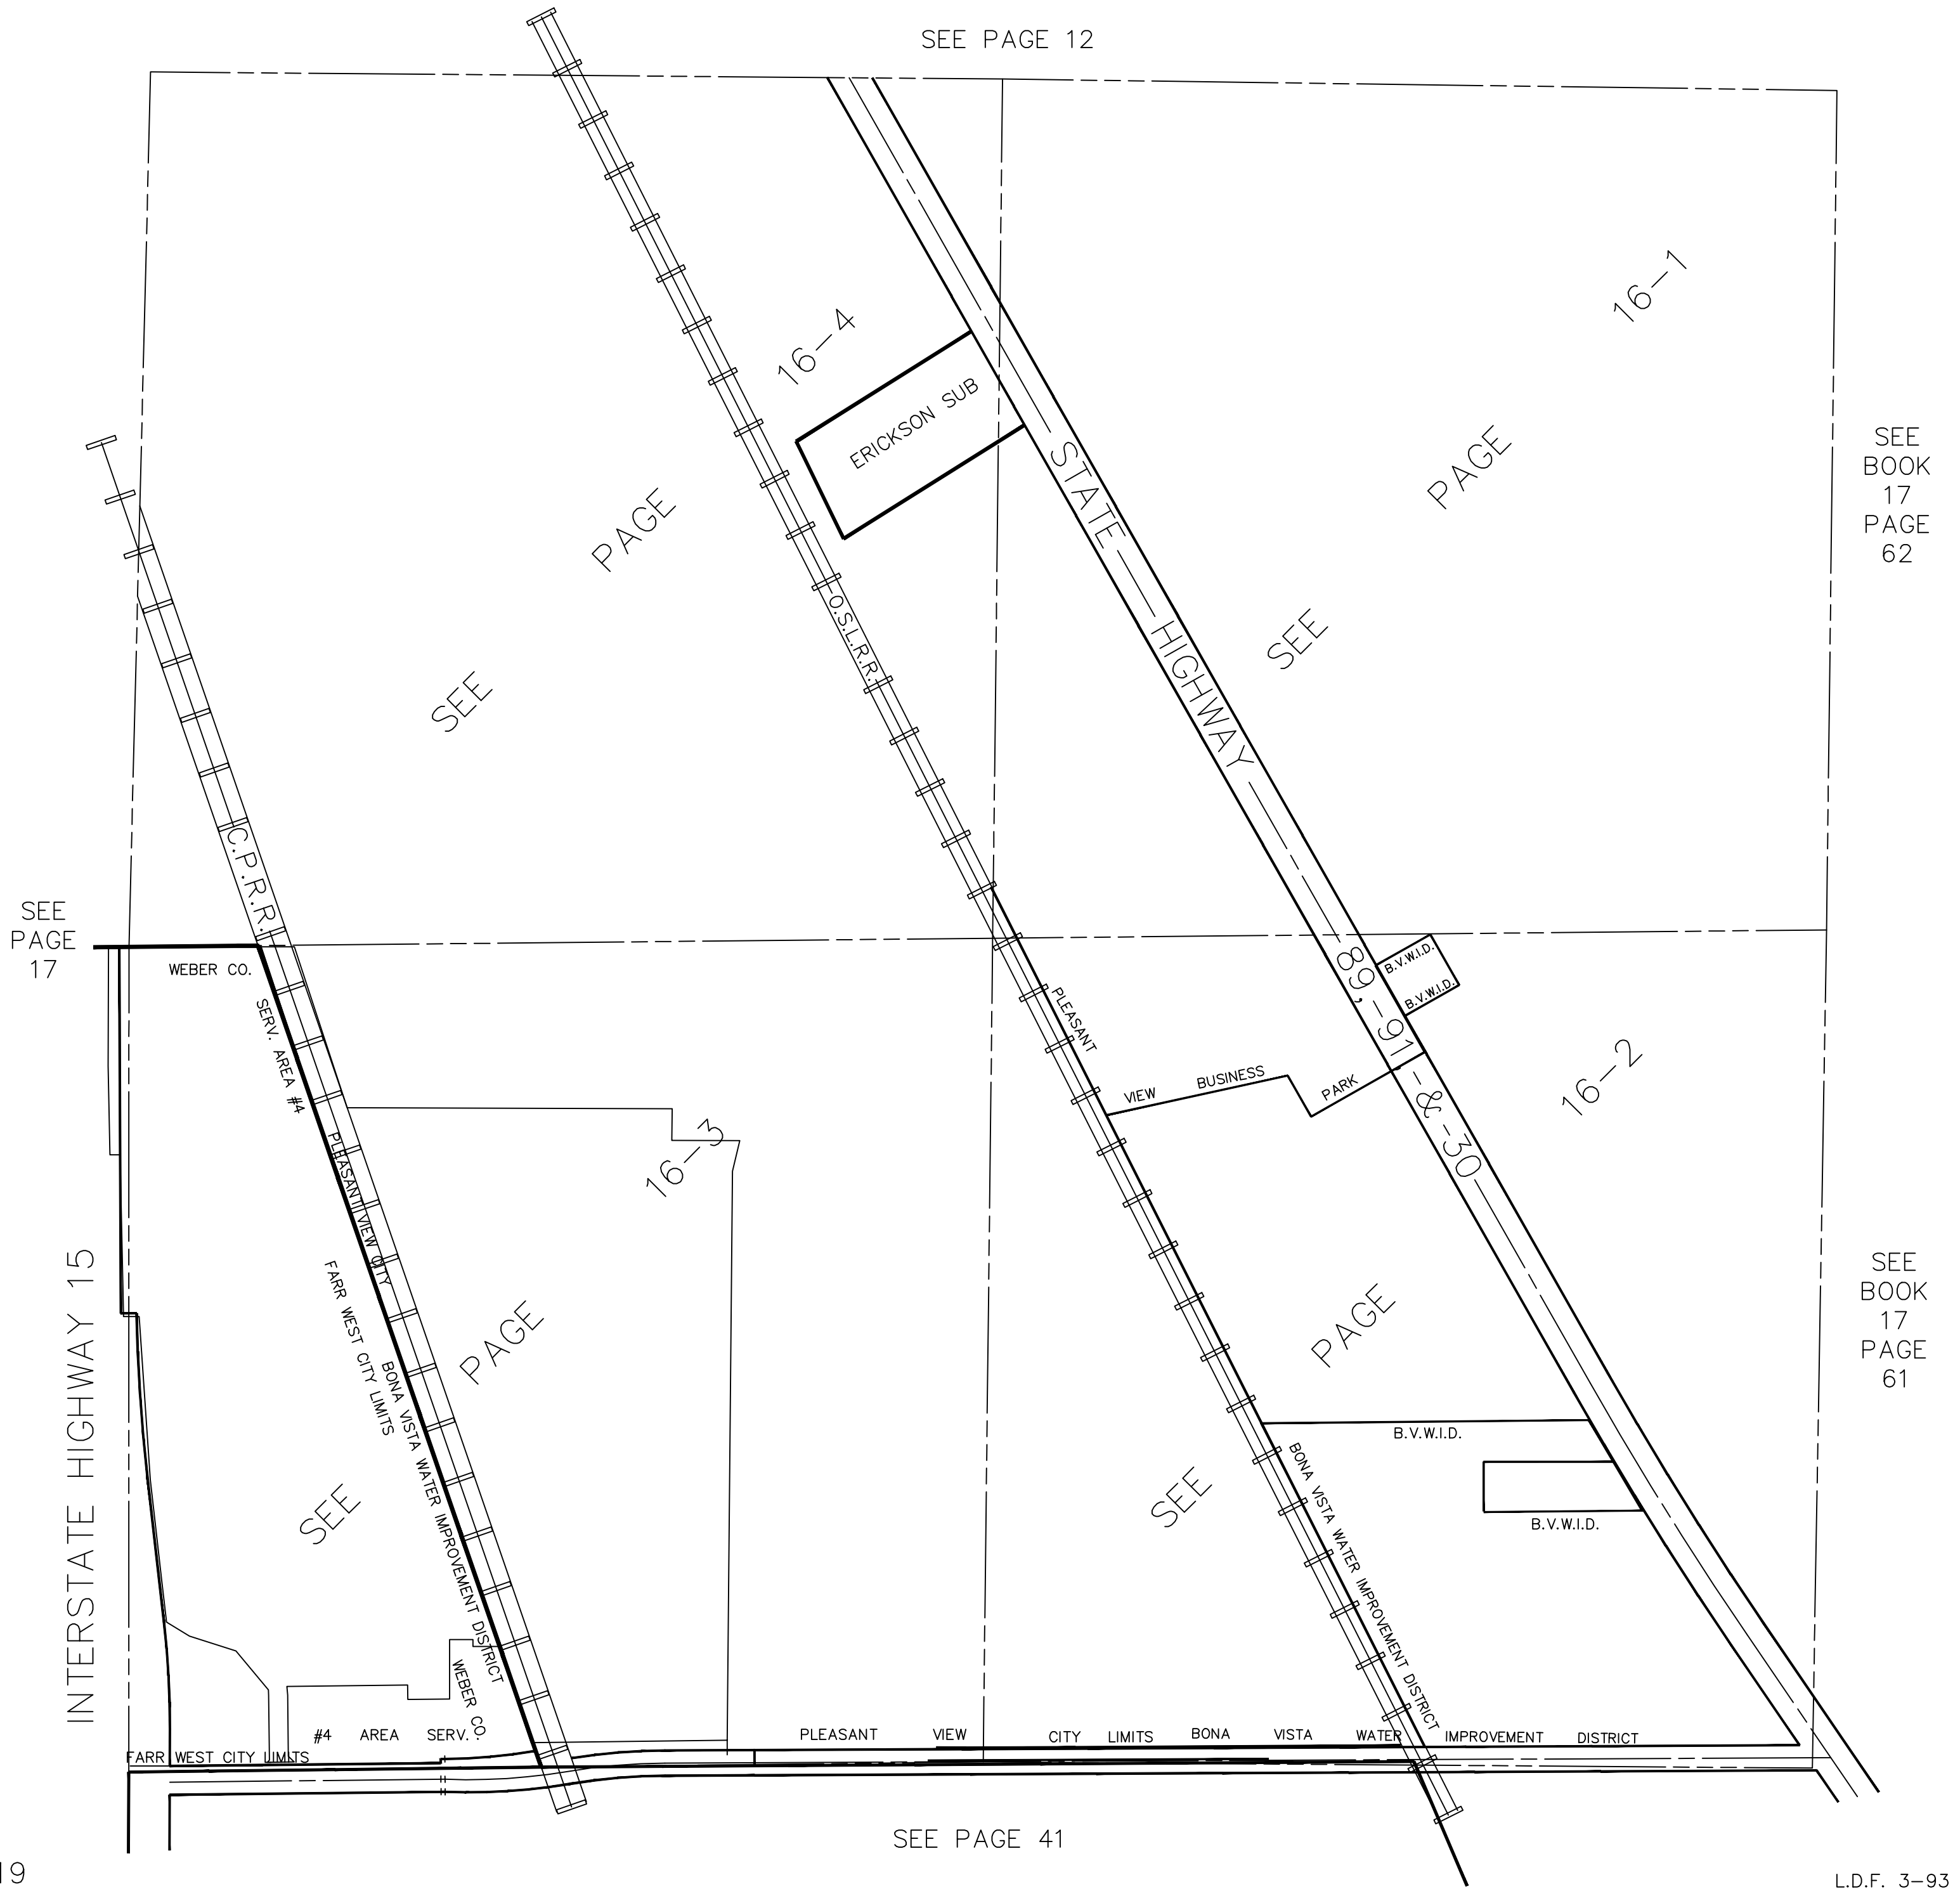 SEE PAGE 12
16-1
16-4
ERICKSON SUB
SEE PAGE
SEE PAGE
SEE
BOOK
17
PAGE
62
O.S.L.R.R.
STATE HIGHWAY 89,-91-&-30
C.P.R.R.
SEE
PAGE
17
WEBER CO.
SERV. AREA #4
B.V.W.I.D.
B.V.W.I.D.
PLEASANT VIEW BUSINESS PARK
16-2
16-3
PLEASANT VIEW CITY
FARR WEST CITY LIMITS
BONA VISTA WATER IMPROVEMENT DISTRICT
INTERSTATE HIGHWAY 15
SEE PAGE
SEE PAGE
SEE
BOOK
17
PAGE
61
B.V.W.I.D.
B.V.W.I.D.
BONA VISTA WATER IMPROVEMENT DISTRICT
WEBER CO.
#4 AREA SERV.
FARR WEST CITY LIMITS
PLEASANT VIEW CITY LIMITS BONA VISTA WATER IMPROVEMENT DISTRICT
SEE PAGE 41
19
L.D.F. 3-93